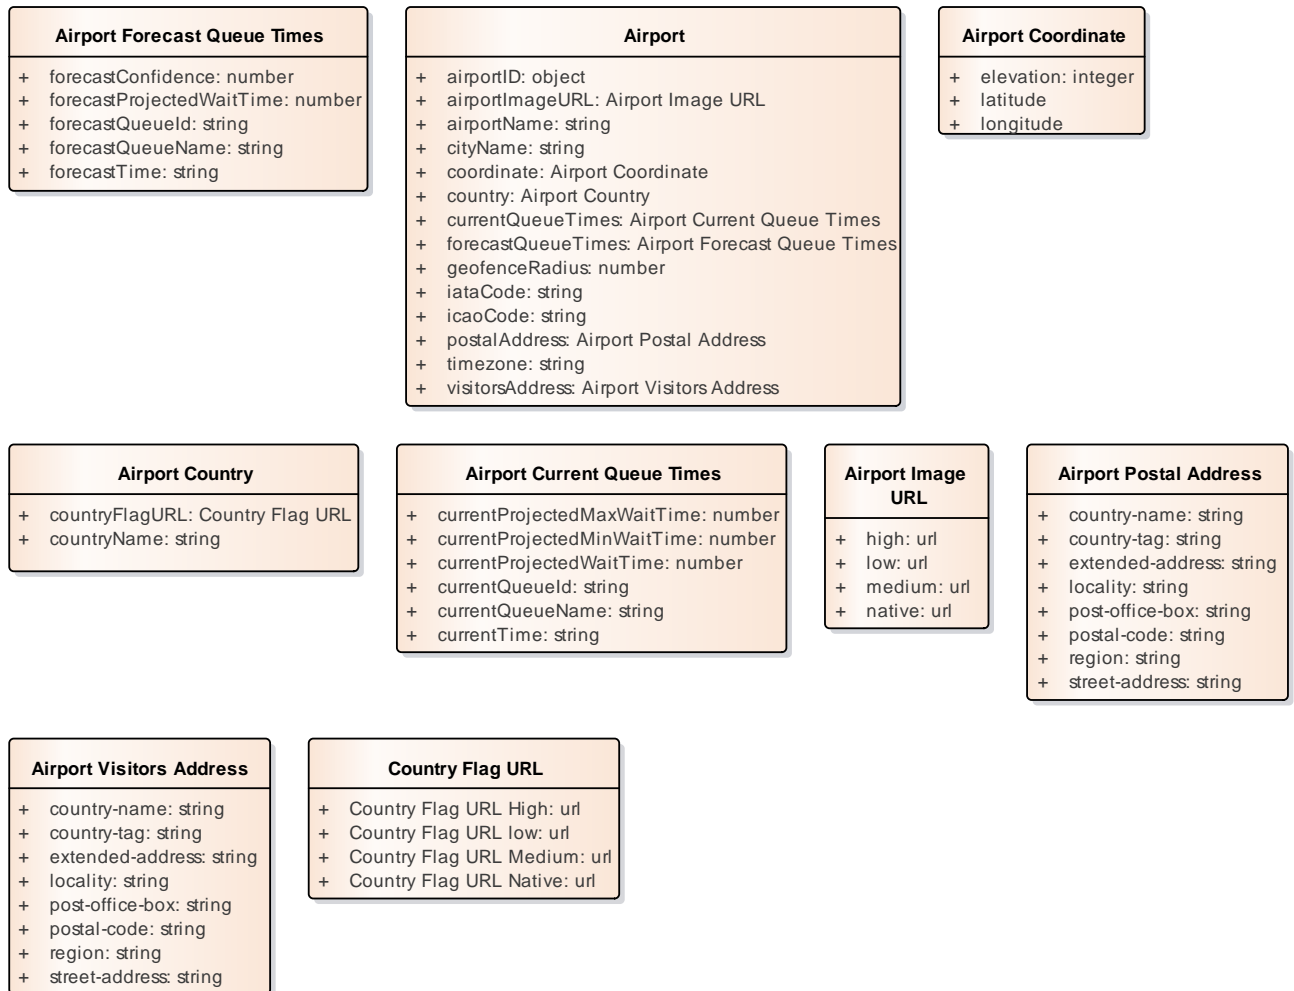 Airport Forecast Queue Times
+ forecastConfidence: number
+ forecastProjectedWaitTime: number
+ forecastQueueId: string
+ forecastQueueName: string
+ forecastTime: string
Airport
+ airportID: object
+ airportImageURL: Airport Image URL
+ airportName: string
+ cityName: string
+ coordinate: Airport Coordinate
+ country: Airport Country
+ currentQueueTimes: Airport Current Queue Times
+ forecastQueueTimes: Airport Forecast Queue Times
+ geofenceRadius: number
+ iataCode: string
+ icaoCode: string
+ postalAddress: Airport Postal Address
+ timezone: string
+ visitorsAddress: Airport Visitors Address
Airport Coordinate
+ elevation: integer
+ latitude
+ longitude
Airport Country
+ countryFlagURL: Country Flag URL
+ countryName: string
Airport Current Queue Times
+ currentProjectedMaxWaitTime: number
+ currentProjectedMinWaitTime: number
+ currentProjectedWaitTime: number
+ currentQueueId: string
+ currentQueueName: string
+ currentTime: string
Airport Image
URL
+ high: url
+ low: url
+ medium: url
+ native: url
Airport Postal Address
+ country-name: string
+ country-tag: string
+ extended-address: string
+ locality: string
+ post-office-box: string
+ postal-code: string
+ region: string
+ street-address: string
Airport Visitors Address
+ country-name: string
+ country-tag: string
+ extended-address: string
+ locality: string
+ post-office-box: string
+ postal-code: string
+ region: string
+ street-address: string
Country Flag URL
+ Country Flag URL High: url
+ Country Flag URL low: url
+ Country Flag URL Medium: url
+ Country Flag URL Native: url